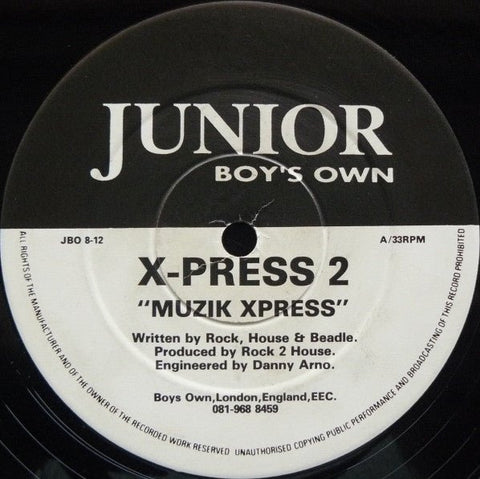 JUNIOR
BOY'S OWN
JBO 8-12
A/33RPM
X-PRESS 2
"MUZIK XPRESS"
Written by Rock, House & Beadle.
Produced by Rock 2 House.
Engineered by Danny Arno.
Boys Own,London,England,EEC.
081-968 8459
ALL RIGHTS OF THE MANUFACTURER AND OF THE OWNER OF THE RECORDED WORK RESERVED UNAUTHORISED COPYING PUBLIC PERFORMANCE AND BROADCASTING OF THIS RECORD PROHIBITED